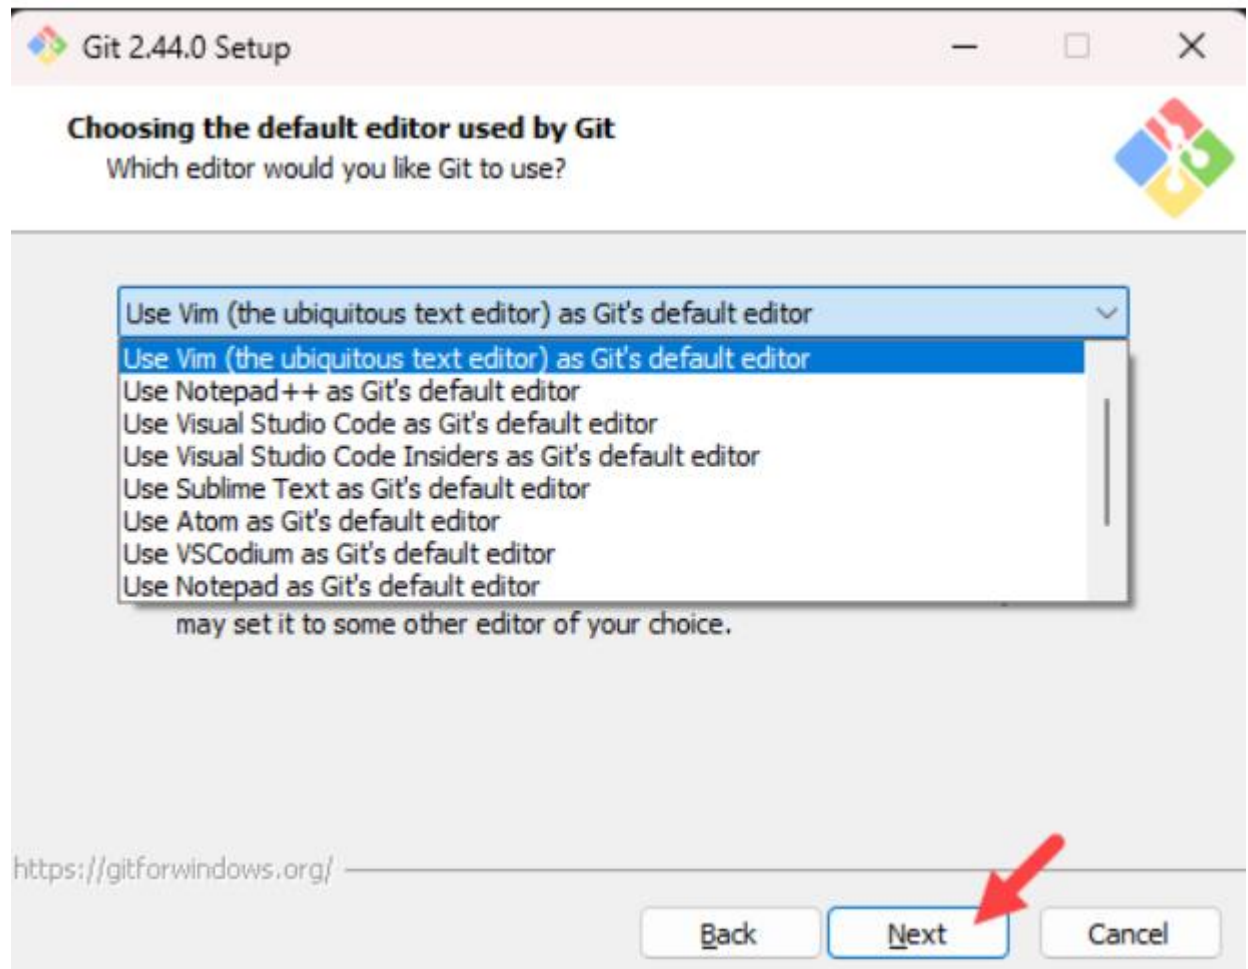 Git 2.44.0 Setup
Choosing the default editor used by Git
Which editor would you like Git to use?
Use Vim (the ubiquitous text editor) as Git's default editor
Use Vim (the ubiquitous text editor) as Git's default editor
Use Notepad++ as Git's default editor
Use Visual Studio Code as Git's default editor
Use Visual Studio Code Insiders as Git's default editor
Use Sublime Text as Git's default editor
Use Atom as Git's default editor
Use VSCodium as Git's default editor
Use Notepad as Git's default editor
may set it to some other editor of your choice.
https://gitforwindows.org/
Back Next Cancel